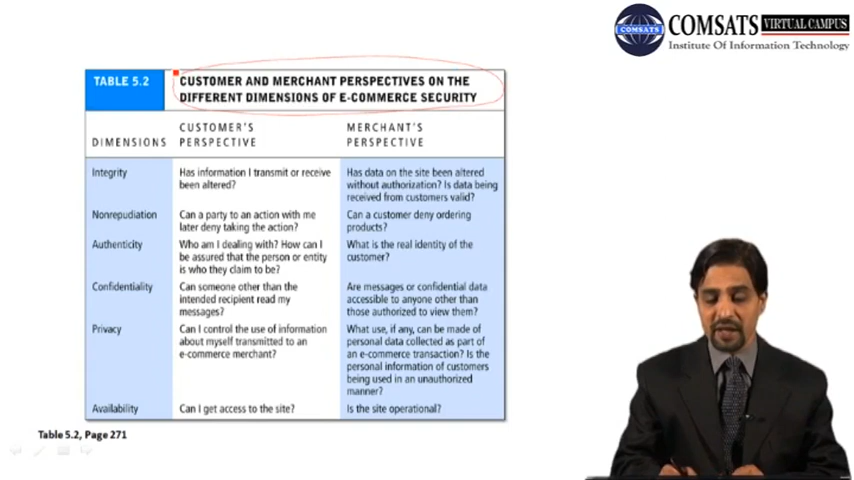 COMSATS VIRTUAL CAMPUS
COMSATS
Institute Of Information Technology
TABLE 5.2
CUSTOMER AND MERCHANT PERSPECTIVES ON THE
DIFFERENT DIMENSIONS OF E-COMMERCE SECURITY
DIMENSIONS
CUSTOMER'S
PERSPECTIVE
MERCHANT'S
PERSPECTIVE
Integrity
Has information I transmit or receive
been altered?
Has data on the site been altered
without authorization? Is data being
received from customers valid?
Nonrepudiation
Can a party to an action with me
later deny taking the action?
Can a customer deny ordering
products?
Authenticity
Who am I dealing with? How can I
be assured that the person or entity
is who they claim to be?
What is the real identity of the
customer?
Confidentiality
Can someone other than the
intended recipient read my
messages?
Are messages or confidential data
accessible to anyone other than
those authorized to view them?
Privacy
Can I control the use of information
about myself transmitted to an
e-commerce merchant?
What use, if any, can be made of
personal data collected as part of
an e-commerce transaction? Is the
personal information of customers
being used in an unauthorized
manner?
Availability
Can I get access to the site?
Is the site operational?
Table 5.2, Page 271